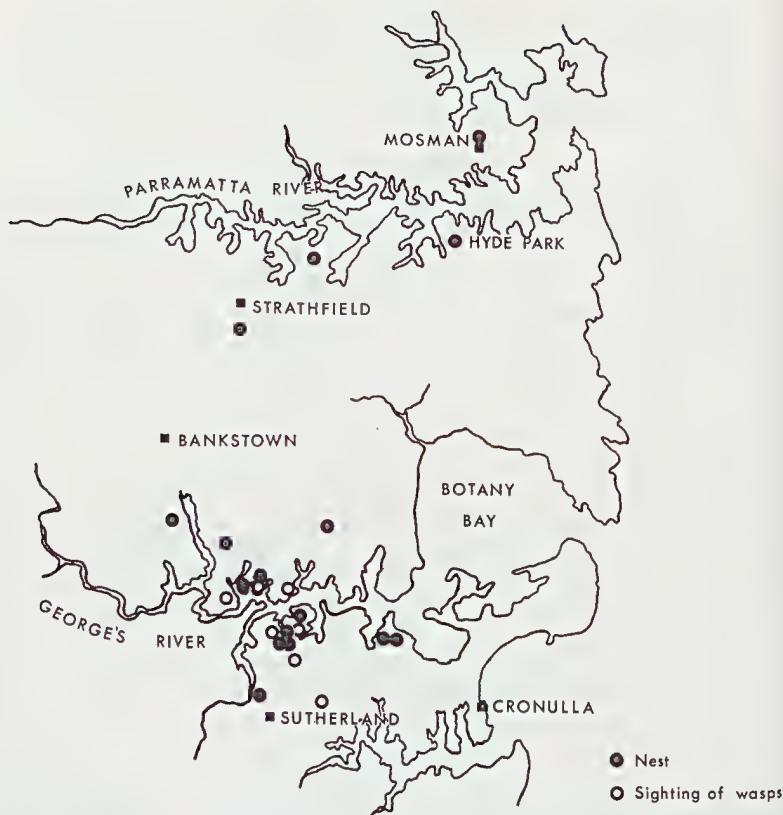 MOSMAN
PARRAMATTA RIVER
HYDE PARK
STRATHFIELD
BANKSTOWN
BOTANY
BAY
GEORGE'S
RIVER
SUTHERLAND
CRONULLA
Nest
Sighting of wasps